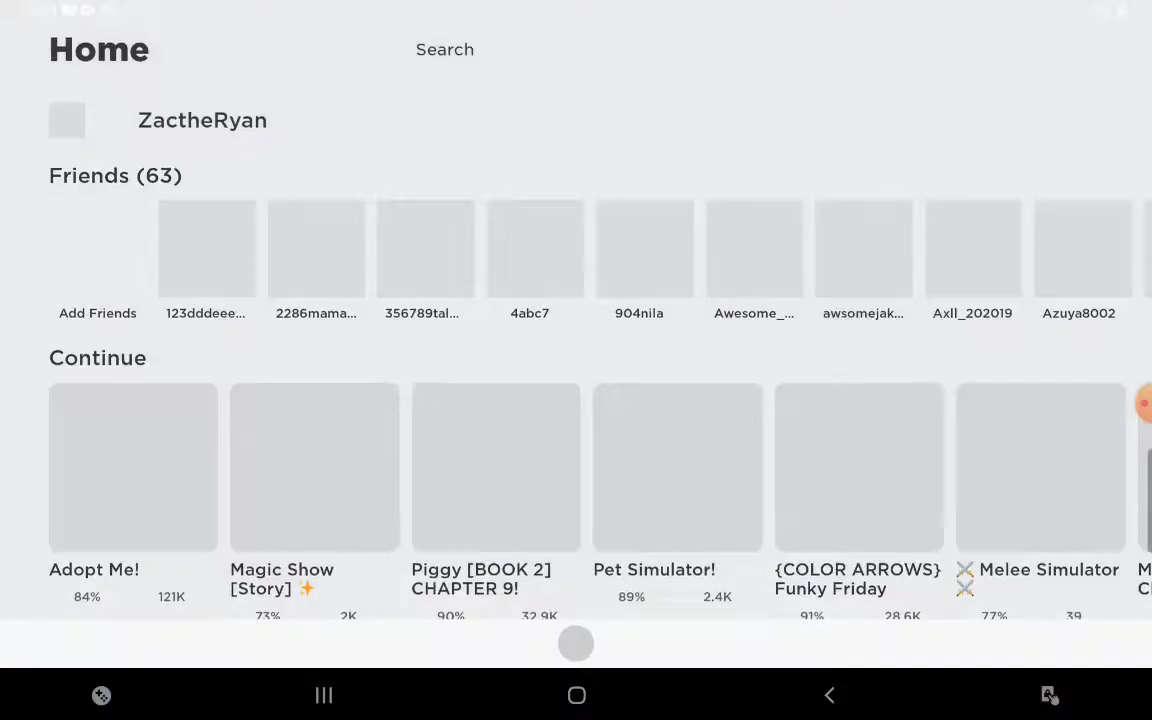 Home
Search
ZactheRyan
Friends (63)
Add Friends
123dddeee...
2286mama...
356789tal...
4abc7
904nila
Awesome_...
awsomejak...
Axll_202019
Azuya8002
Continue
Adopt Me!
84% 121K
Magic Show
[Story] ✨
73% 2K
Piggy [BOOK 2]
CHAPTER 9!
90% 32.9K
Pet Simulator!
89% 2.4K
{COLOR ARROWS}
Funky Friday
91% 28.6K
⚔️ Melee Simulator
⚔️
77% 39